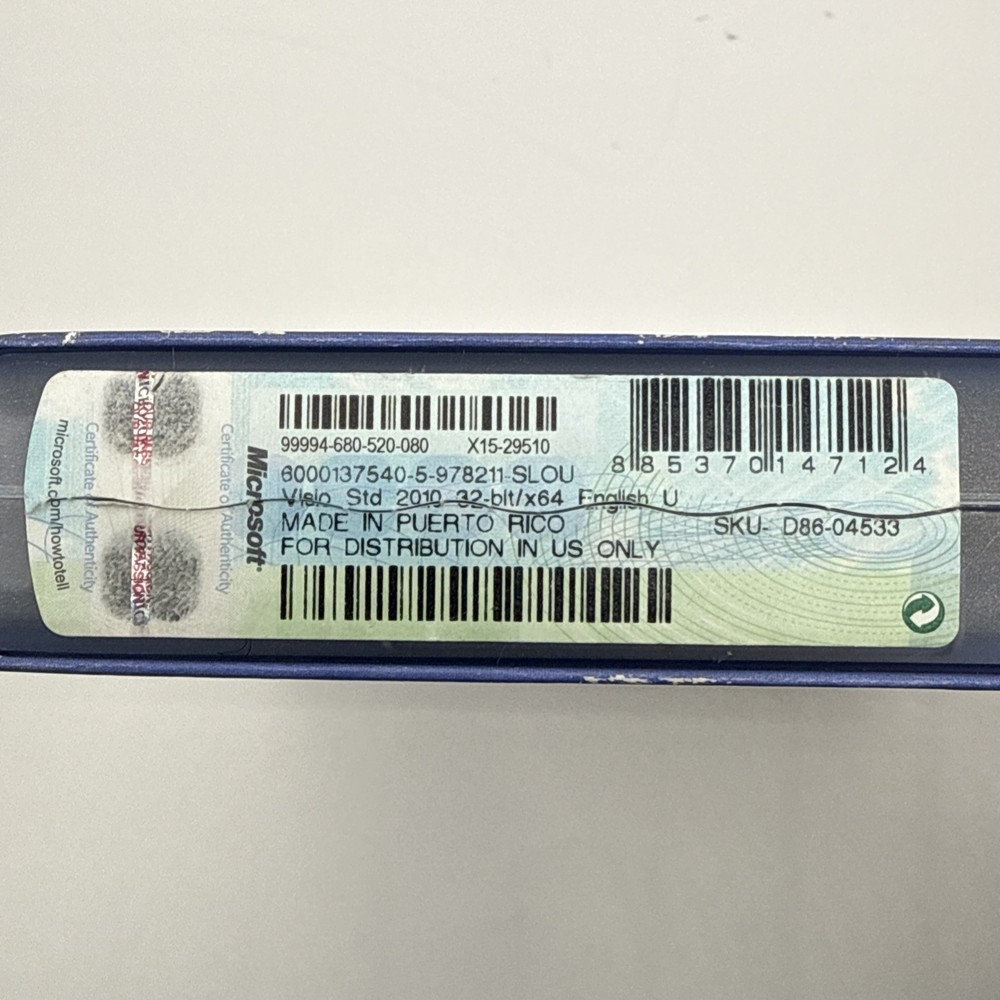 microsoft.com/howtotell
Certificate of Authenticity
Certificate of Authenticity
Microsoft®
99994-680-520-080 X15-29510
6000137540-5-978211-SLOU
Visio Std 2010 32-bit/x64 English U
MADE IN PUERTO RICO
FOR DISTRIBUTION IN US ONLY
8 85370 14712 4
SKU- D86-04533